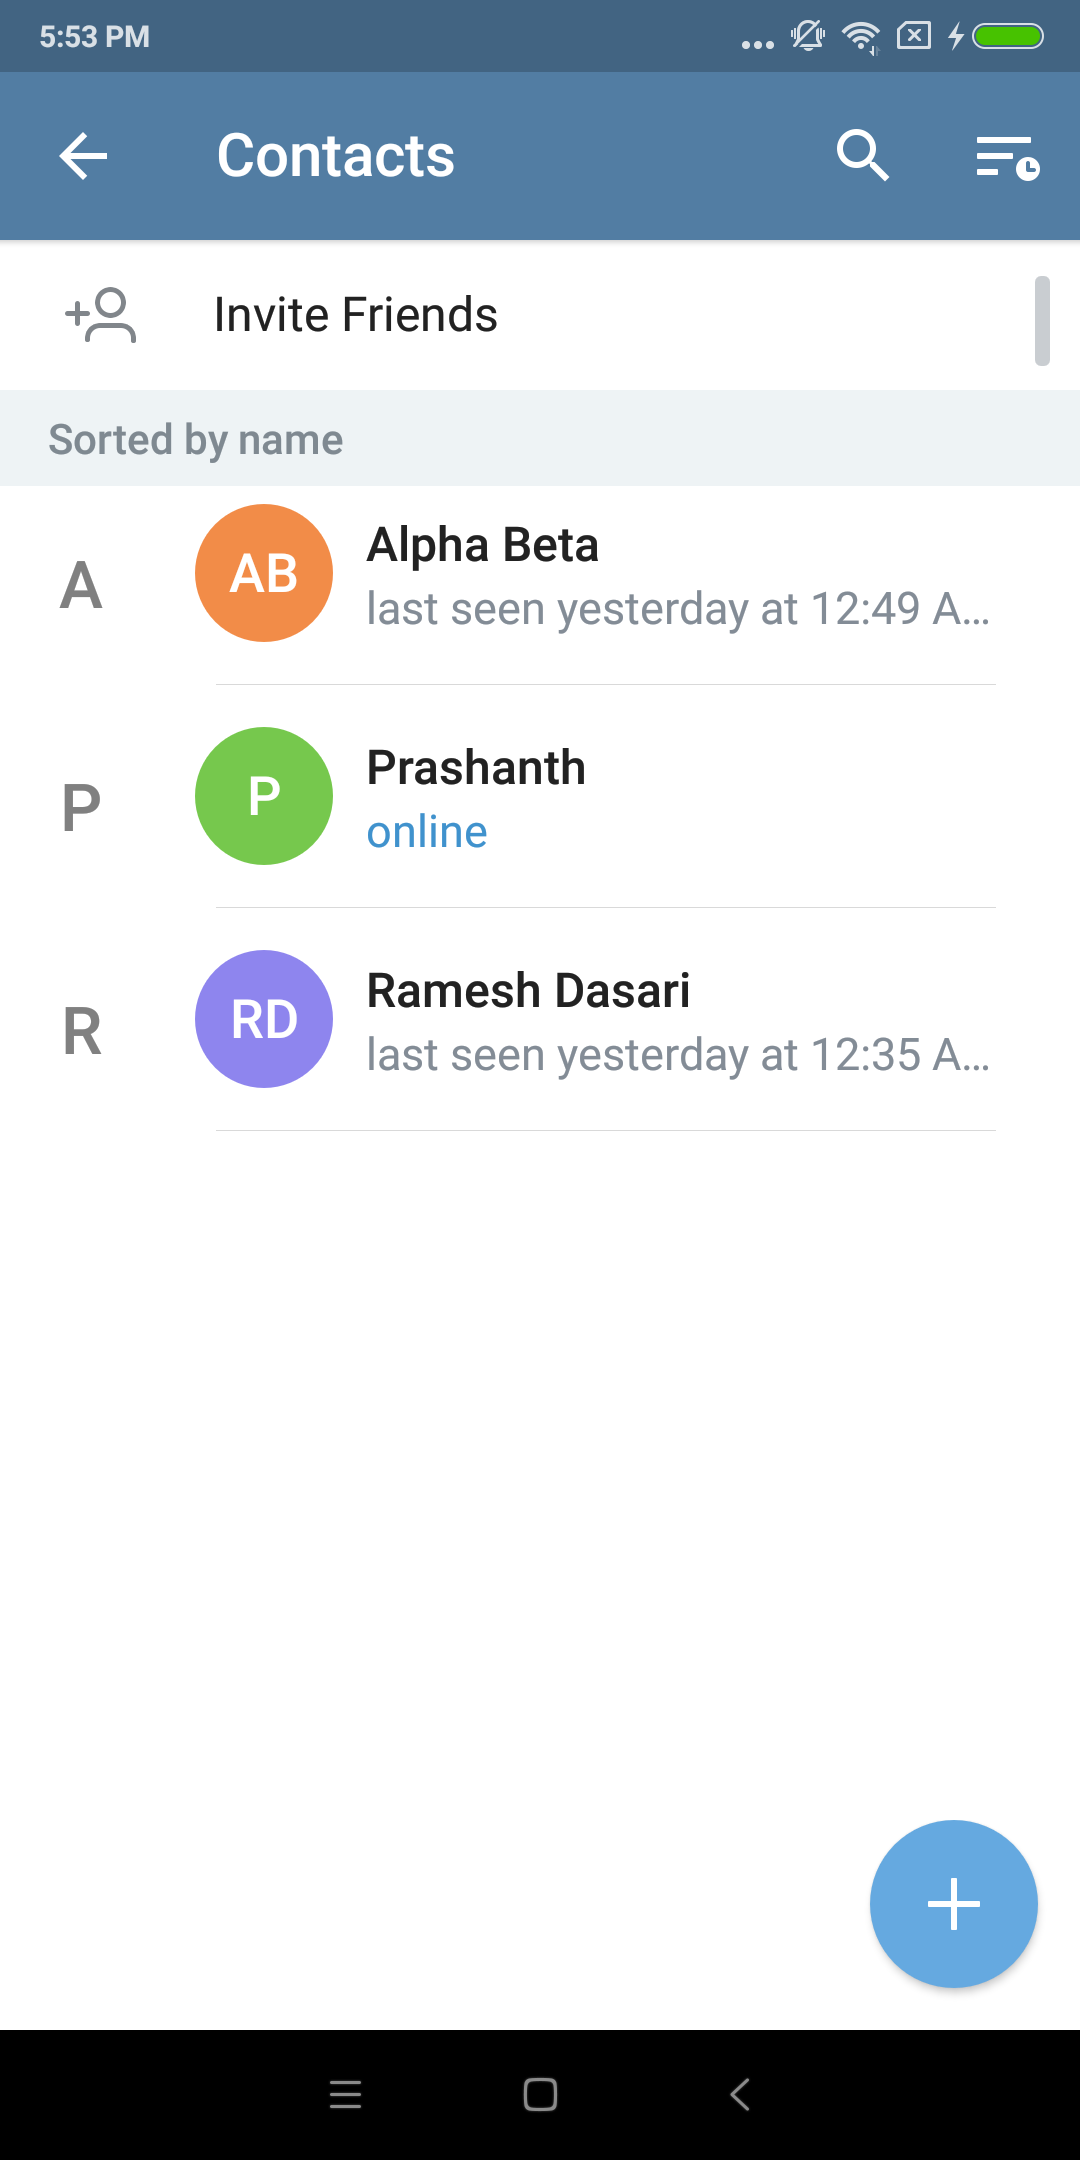 5:53 PM
Contacts
Invite Friends
Sorted by name
A
AB
Alpha Beta
last seen yesterday at 12:49 A...
P
P
Prashanth
online
R
RD
Ramesh Dasari
last seen yesterday at 12:35 A...